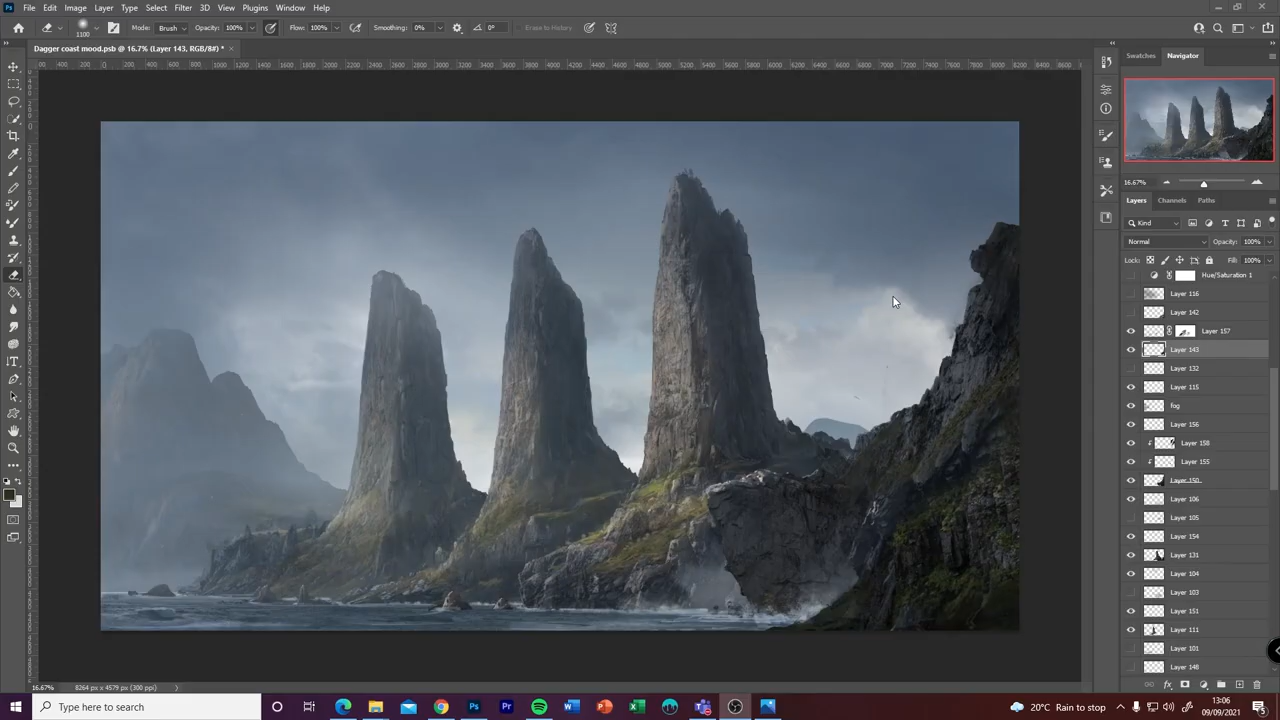 Ps File Edit Image Layer Type Select Filter 3D View Plugins Window Help
1100 Mode: Brush Opacity: 100% Flow: 100% Smoothing: 0% 0° Erase to History
Dagger coast mood.psb @ 16.7% (Layer 143, RGB/8#) * ×
Swatches Navigator
16.67%
Layers Channels Paths
Kind
Normal Opacity: 100%
Lock: Fill: 100%
Hue/Saturation 1
Layer 116
Layer 142
Layer 157
Layer 143
Layer 132
Layer 115
fog
Layer 156
Layer 158
Layer 155
Layer 150
Layer 106
Layer 105
Layer 154
Layer 131
Layer 104
Layer 103
Layer 151
Layer 111
Layer 101
Layer 148
16.67% 8264 px x 4579 px (300 ppi)
Type here to search
20°C Rain to stop
13:06
09/09/2021